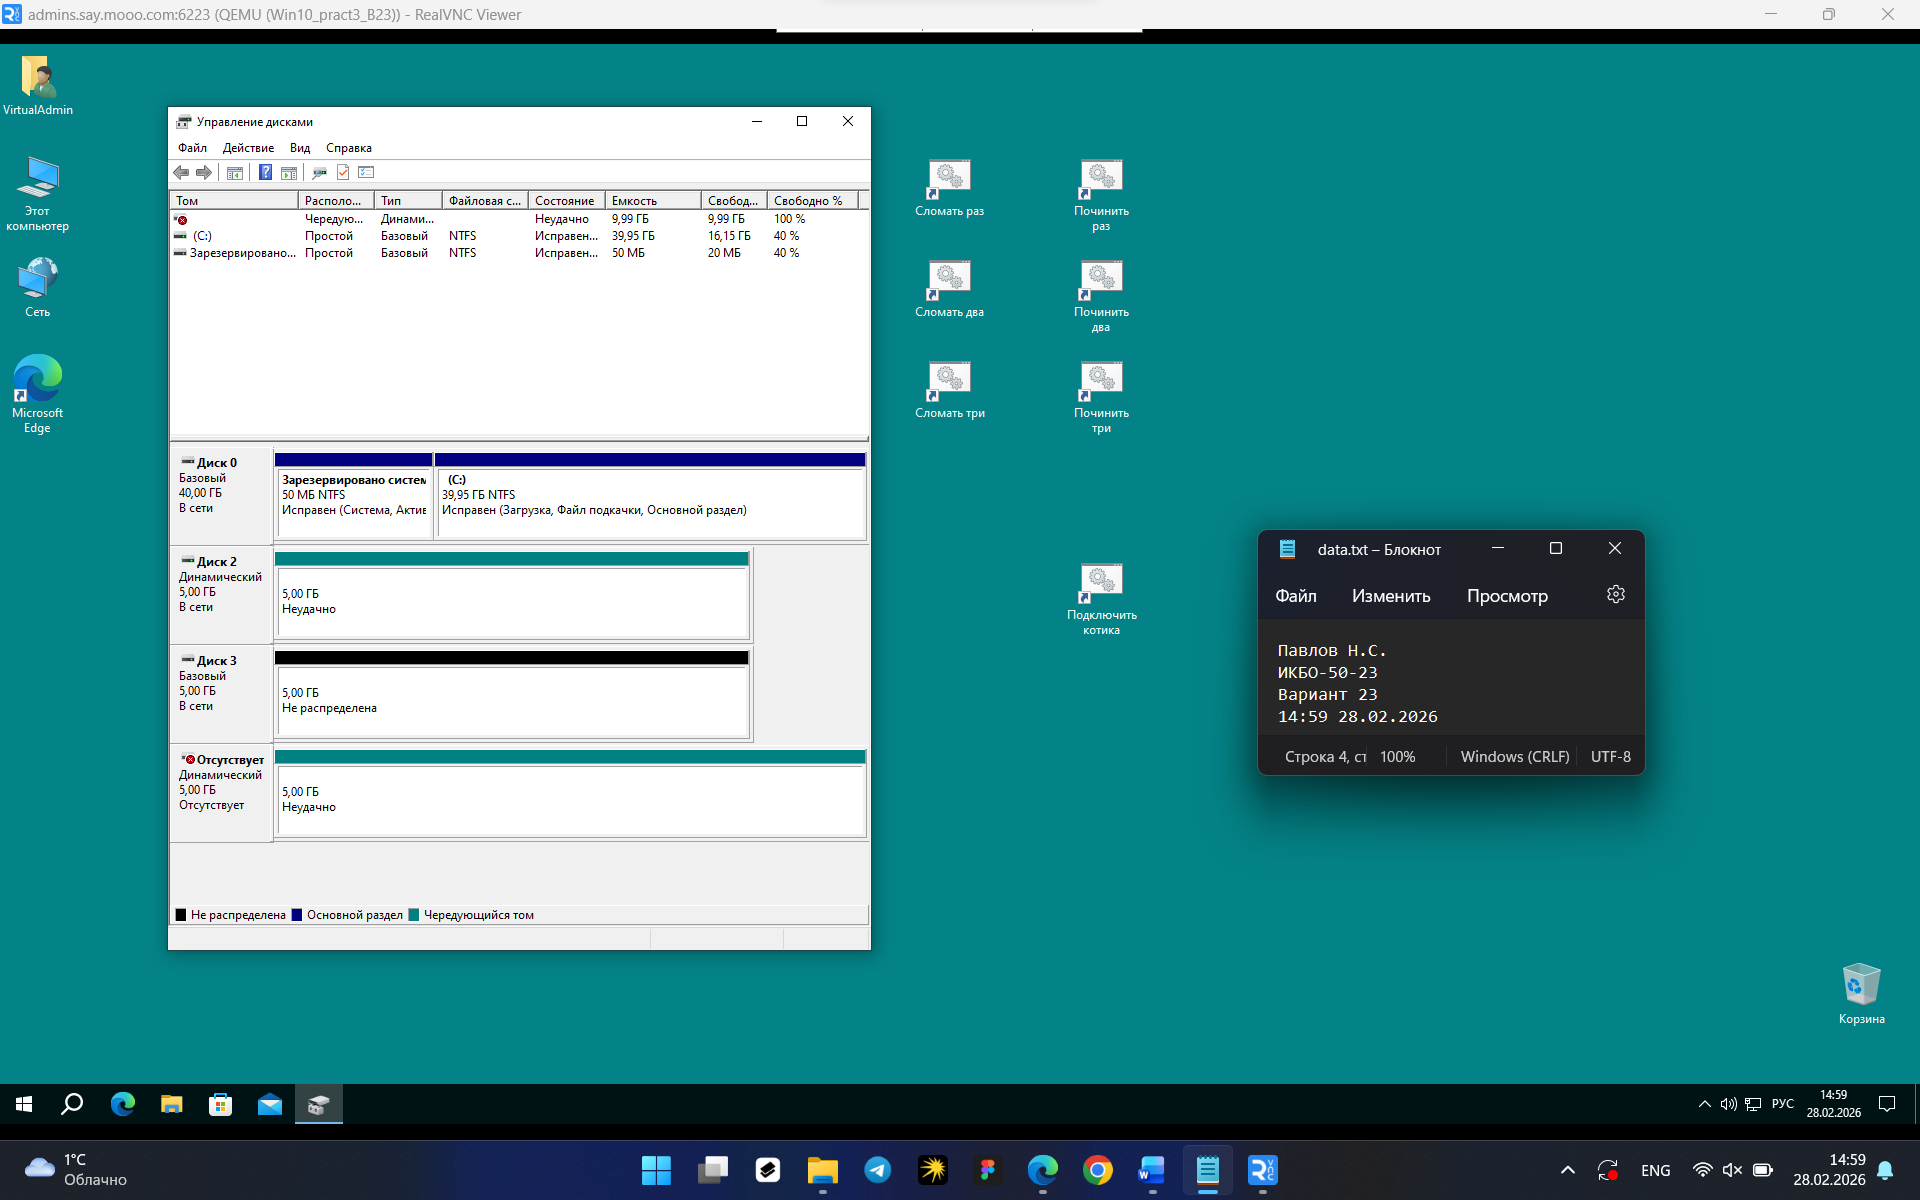 admins.say.mooo.com:6223 (QEMU (Win10_pract3_B23)) - RealVNC Viewer
VirtualAdmin
Этот компьютер
Сеть
Microsoft Edge
Управление дисками
Файл Действие Вид Справка
Том Располо... Тип Файловая с... Состояние Емкость Свобод... Свободно %
Чередую... Динами... Неудачно 9,99 ГБ 9,99 ГБ 100 %
(C:) Простой Базовый NTFS Исправен... 39,95 ГБ 16,15 ГБ 40 %
Зарезервировано... Простой Базовый NTFS Исправен... 50 МБ 20 МБ 40 %
Диск 0
Базовый
40,00 ГБ
В сети
Зарезервировано систем
50 МБ NTFS
Исправен (Система, Актив
(C:)
39,95 ГБ NTFS
Исправен (Загрузка, Файл подкачки, Основной раздел)
Диск 2
Динамический
5,00 ГБ
В сети
5,00 ГБ
Неудачно
Диск 3
Базовый
5,00 ГБ
В сети
5,00 ГБ
Не распределена
Отсутствует
Динамический
5,00 ГБ
Отсутствует
5,00 ГБ
Неудачно
Не распределена Основной раздел Чередующийся том
Сломать раз
Починить раз
Сломать два
Починить два
Сломать три
Починить три
Подключить котика
data.txt – Блокнот
Файл Изменить Просмотр
Павлов Н.С.
ИКБО-50-23
Вариант 23
14:59 28.02.2026
Строка 4, ст 100% Windows (CRLF) UTF-8
Корзина
РУС
14:59
28.02.2026
1°C
Облачно
ENG
14:59
28.02.2026